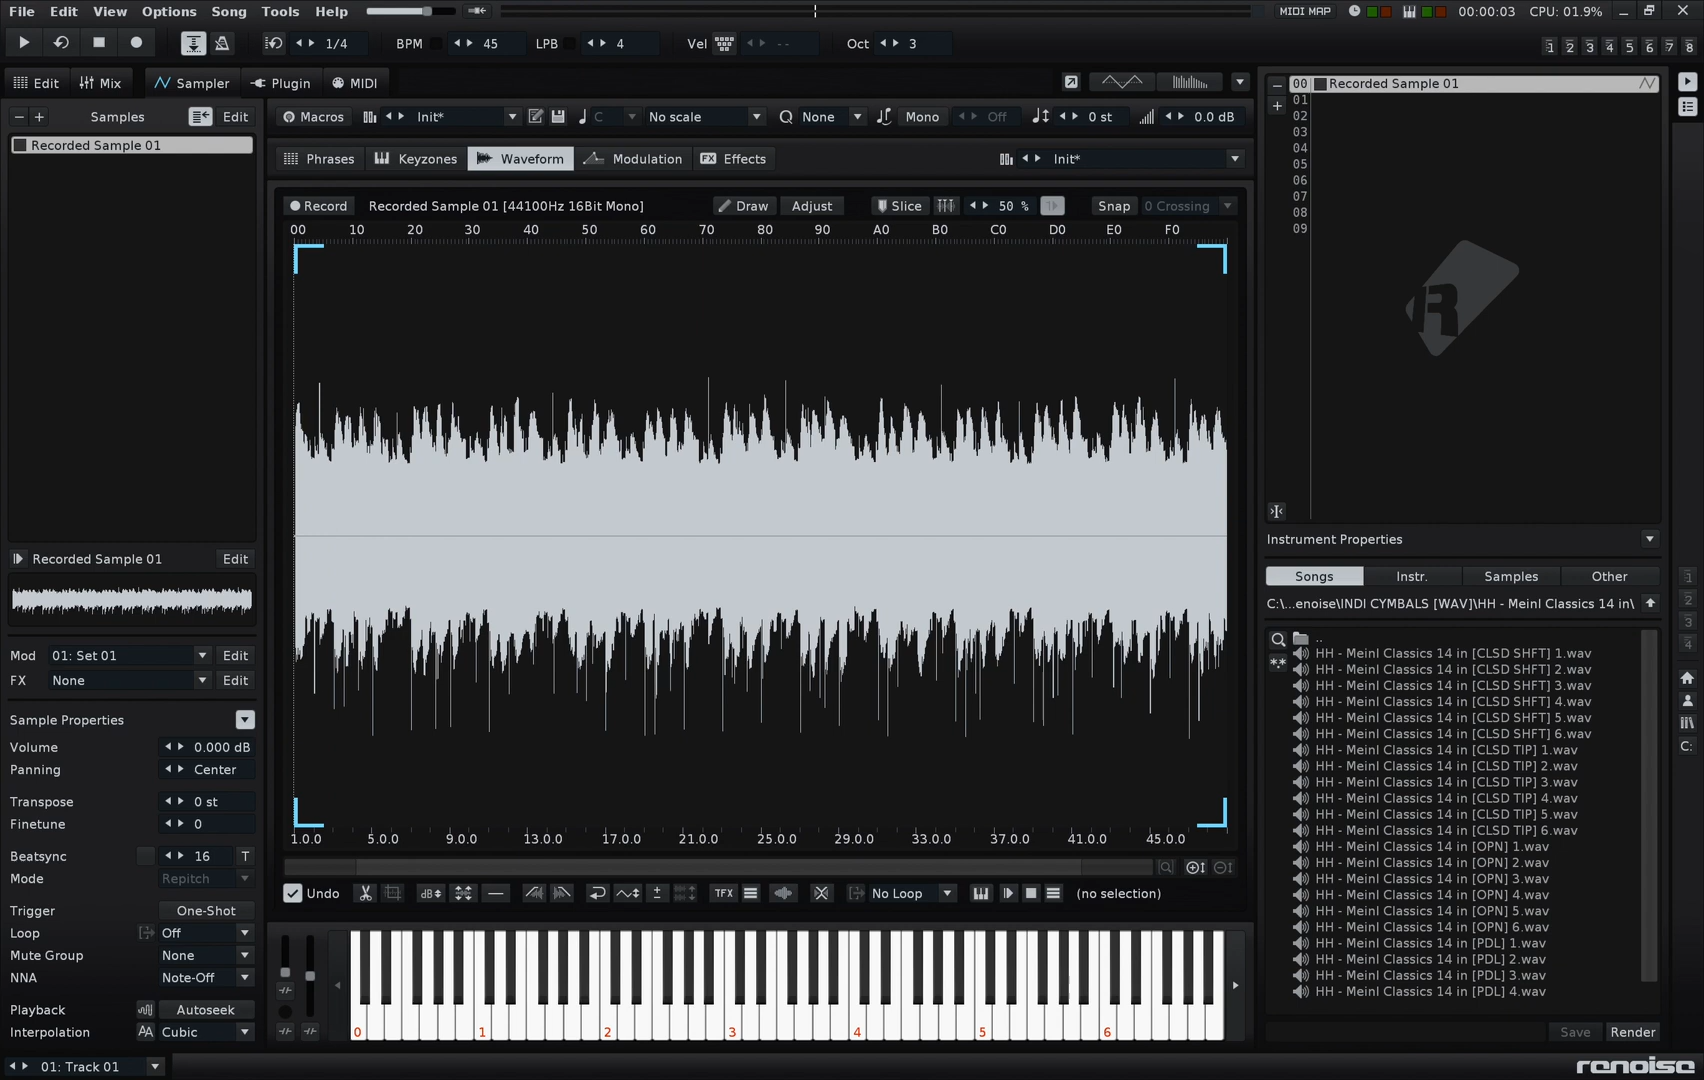 File Edit View Options Song Tools Help MIDI MAP 00:00:03 CPU: 01.9%
1/4 BPM 45 LPB 4 Vel -- Oct 3 1 2 3 4 5 6 7 8
Edit Mix Sampler Plugin MIDI
Samples Edit
Macros Init* C No scale None Mono Off 0 st 0.0 dB
Recorded Sample 01
Phrases Keyzones Waveform Modulation Effects Init*
Record Recorded Sample 01 [44100Hz 16Bit Mono] Draw Adjust Slice 50 % Snap 0 Crossing
00 10 20 30 40 50 60 70 80 90 A0 B0 C0 D0 E0 F0
1.0.0 5.0.0 9.0.0 13.0.0 17.0.0 21.0.0 25.0.0 29.0.0 33.0.0 37.0.0 41.0.0 45.0.0
Undo dB TFX No Loop (no selection)
0 1 2 3 4 5 6
Recorded Sample 01 Edit
Mod 01: Set 01 Edit
FX None Edit
Sample Properties
Volume 0.000 dB
Panning Center
Transpose 0 st
Finetune 0
Beatsync 16 T
Mode Repitch
Trigger One-Shot
Loop Off
Mute Group None
NNA Note-Off
Playback Autoseek
Interpolation Cubic
01: Track 01
00 Recorded Sample 01
01
02
03
04
05
06
07
08
09
Instrument Properties
Songs Instr. Samples Other
C:\...enoise\INDI CYMBALS [WAV]\HH - Meinl Classics 14 in\
..
HH - Meinl Classics 14 in [CLSD SHFT] 1.wav
HH - Meinl Classics 14 in [CLSD SHFT] 2.wav
HH - Meinl Classics 14 in [CLSD SHFT] 3.wav
HH - Meinl Classics 14 in [CLSD SHFT] 4.wav
HH - Meinl Classics 14 in [CLSD SHFT] 5.wav
HH - Meinl Classics 14 in [CLSD SHFT] 6.wav
HH - Meinl Classics 14 in [CLSD TIP] 1.wav
HH - Meinl Classics 14 in [CLSD TIP] 2.wav
HH - Meinl Classics 14 in [CLSD TIP] 3.wav
HH - Meinl Classics 14 in [CLSD TIP] 4.wav
HH - Meinl Classics 14 in [CLSD TIP] 5.wav
HH - Meinl Classics 14 in [CLSD TIP] 6.wav
HH - Meinl Classics 14 in [OPN] 1.wav
HH - Meinl Classics 14 in [OPN] 2.wav
HH - Meinl Classics 14 in [OPN] 3.wav
HH - Meinl Classics 14 in [OPN] 4.wav
HH - Meinl Classics 14 in [OPN] 5.wav
HH - Meinl Classics 14 in [OPN] 6.wav
HH - Meinl Classics 14 in [PDL] 1.wav
HH - Meinl Classics 14 in [PDL] 2.wav
HH - Meinl Classics 14 in [PDL] 3.wav
HH - Meinl Classics 14 in [PDL] 4.wav
1
2
3
4
C:
Save Render
renoise